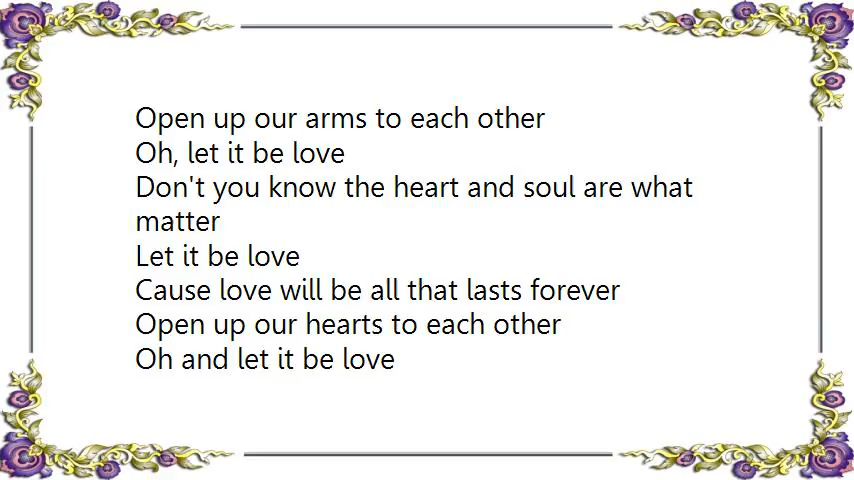 Open up our arms to each other
Oh, let it be love
Don't you know the heart and soul are what
matter
Let it be love
Cause love will be all that lasts forever
Open up our hearts to each other
Oh and let it be love